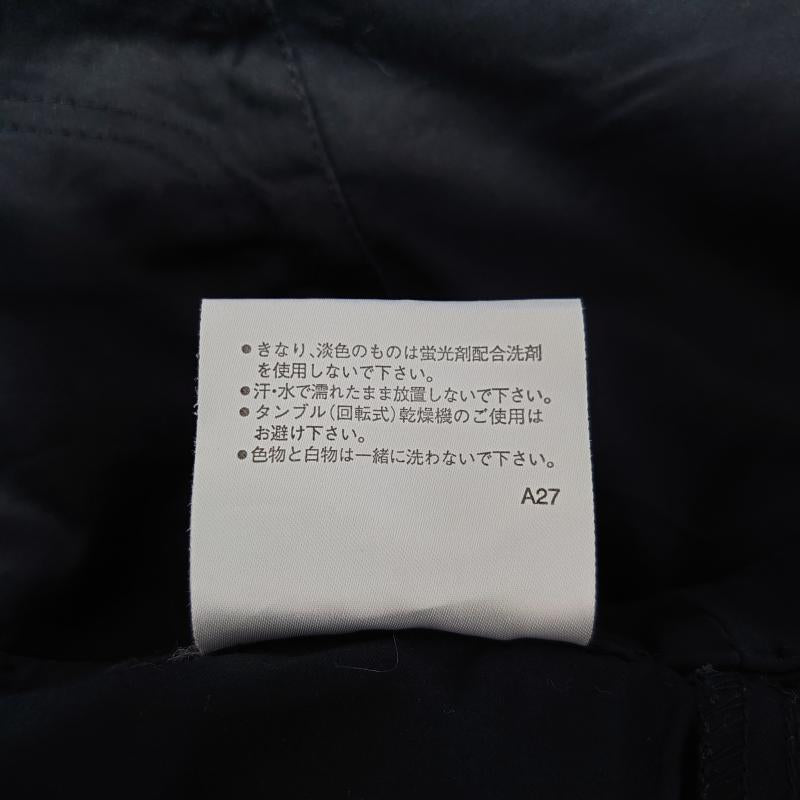 ●きなり、淡色のものは蛍光剤配合洗剤
を使用しないで下さい。
●汗・水で濡れたまま放置しないで下さい。
●タンブル(回転式)乾燥機のご使用は
お避け下さい。
●色物と白物は一緒に洗わないで下さい。
A27